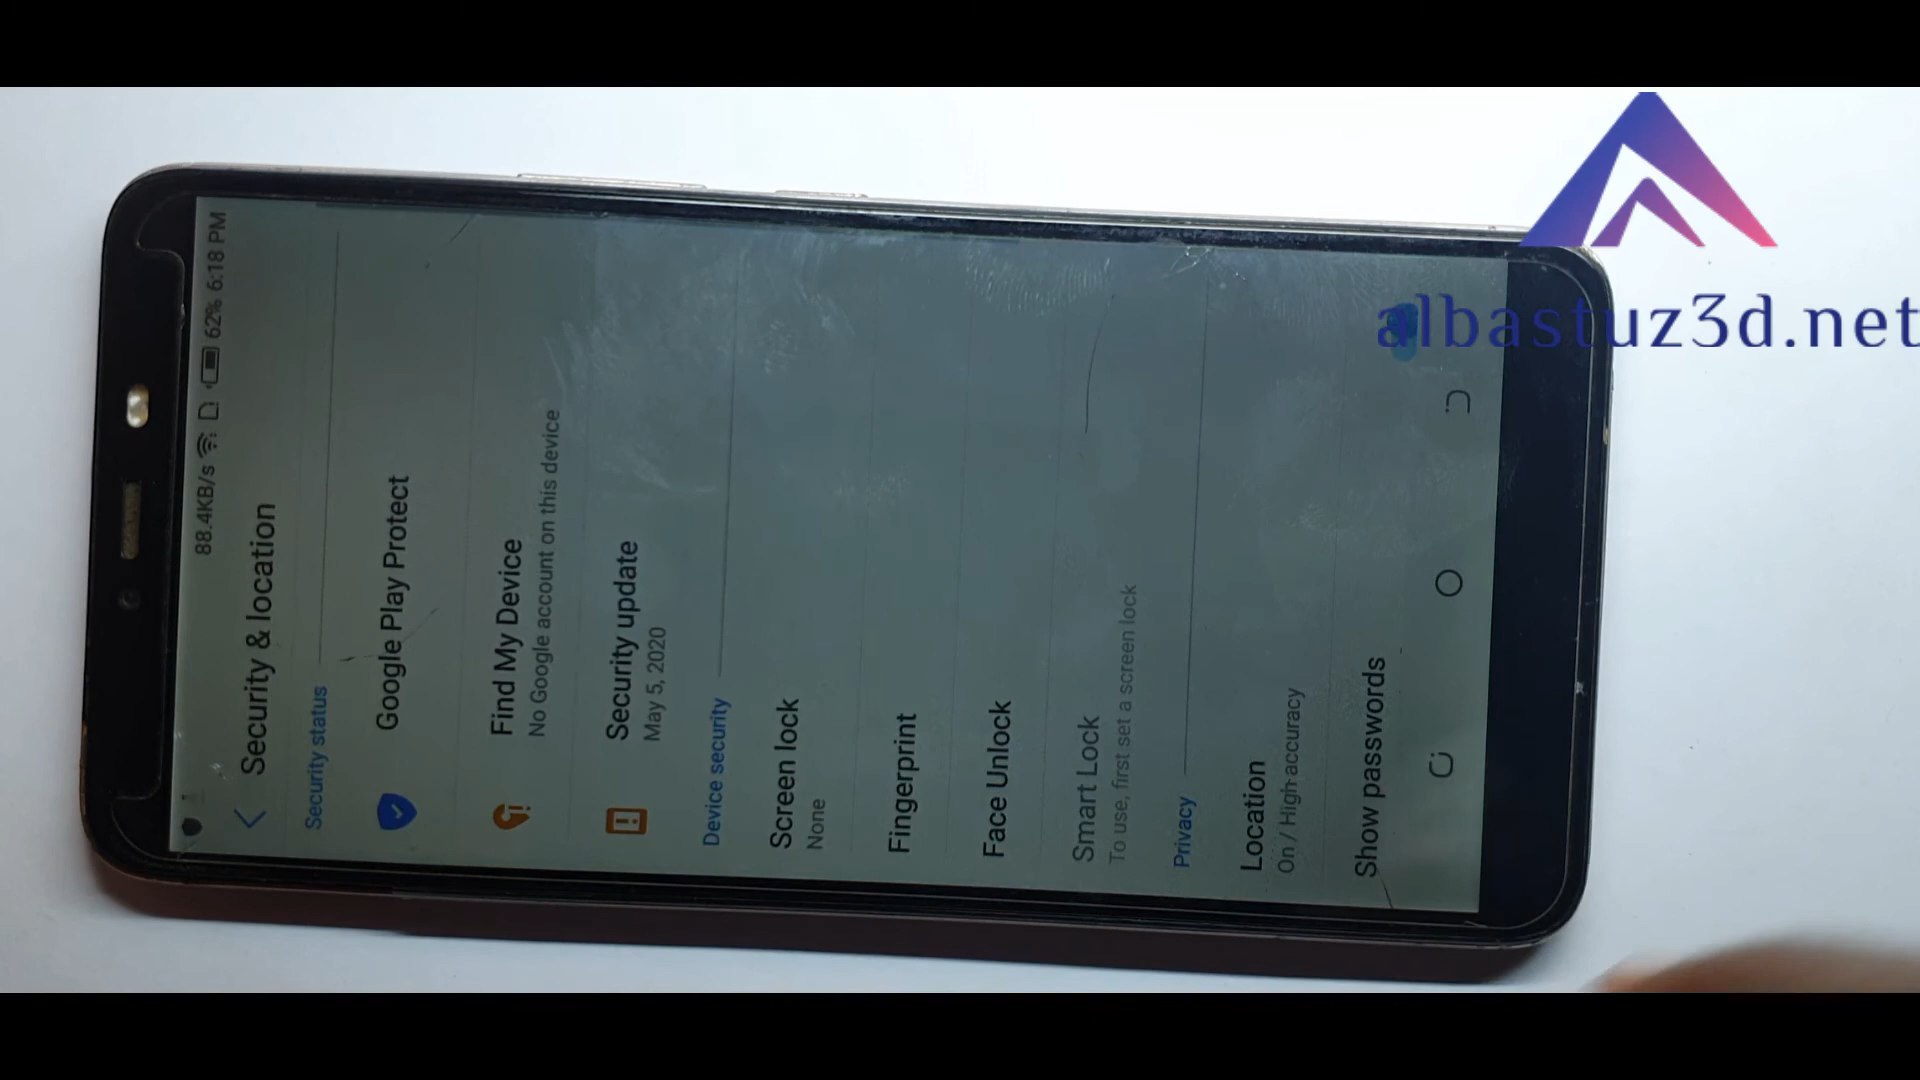 88.4KB/s 62% 6:18 PM
Security & location
Security status
Google Play Protect
Find My Device
No Google account on this device
Security update
May 5, 2020
Device security
Screen lock
None
Fingerprint
Face Unlock
Smart Lock
To use, first set a screen lock
Privacy
Location
On / High accuracy
Show passwords
albastuz3d.net